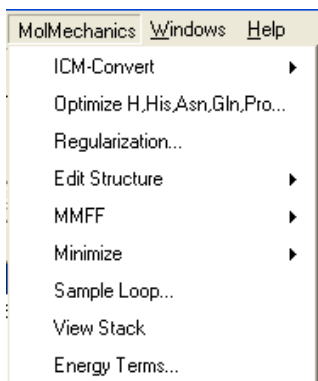 MolMechanics Windows Help
ICM-Convert
Optimize H,His,Asn,Gln,Pro...
Regularization...
Edit Structure
MMFF
Minimize
Sample Loop...
View Stack
Energy Terms...